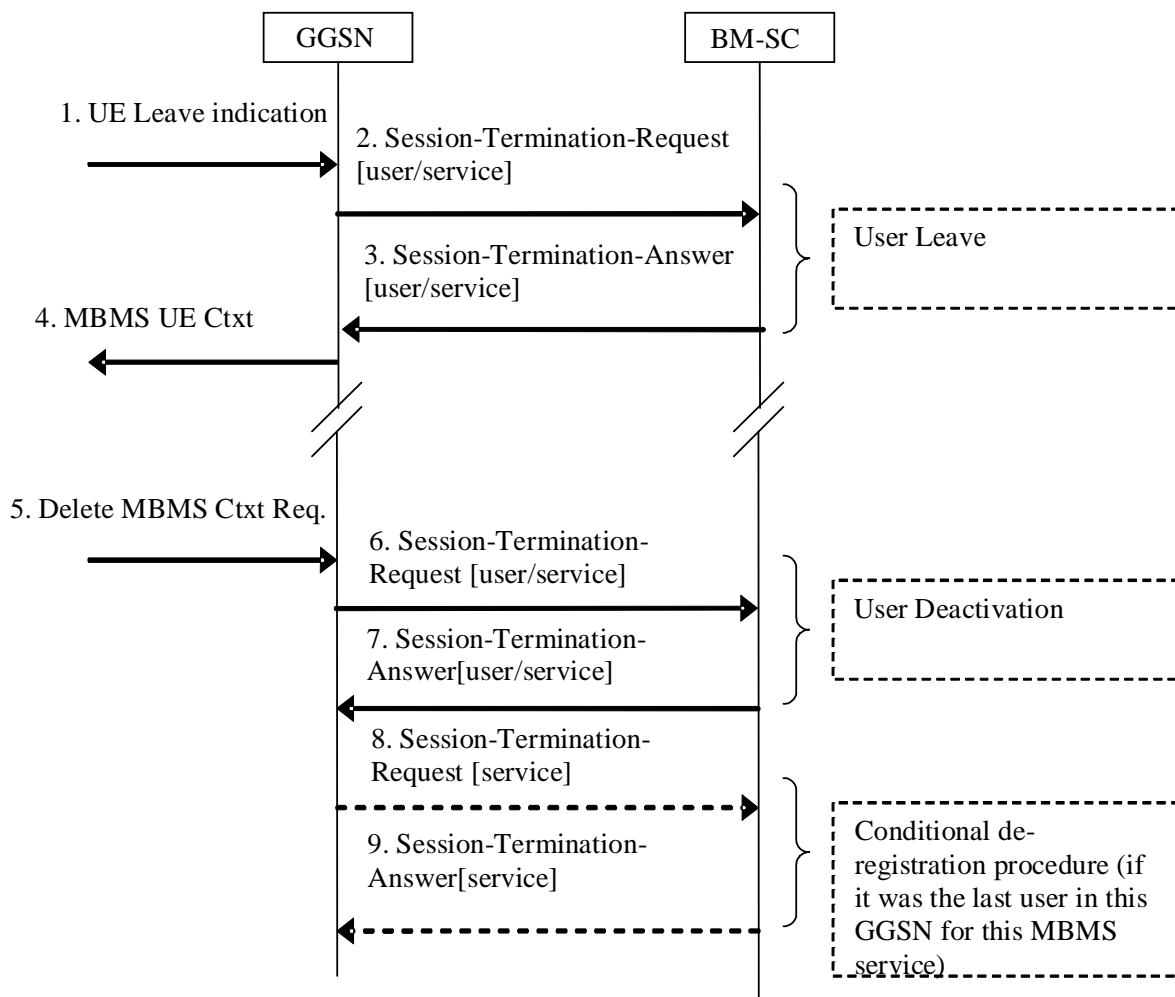 GGSN
BM-SC
1. UE Leave indication
2. Session-Termination-Request
[user/service]
3. Session-Termination-Answer
[user/service]
User Leave
4. MBMS UE Ctxt
5. Delete MBMS Ctxt Req.
6. Session-Termination-
Request [user/service]
7. Session-Termination-
Answer[user/service]
User Deactivation
8. Session-Termination-
Request [service]
9. Session-Termination-
Answer[service]
Conditional de-
registration procedure (if
it was the last user in this
GGSN for this MBMS
service)